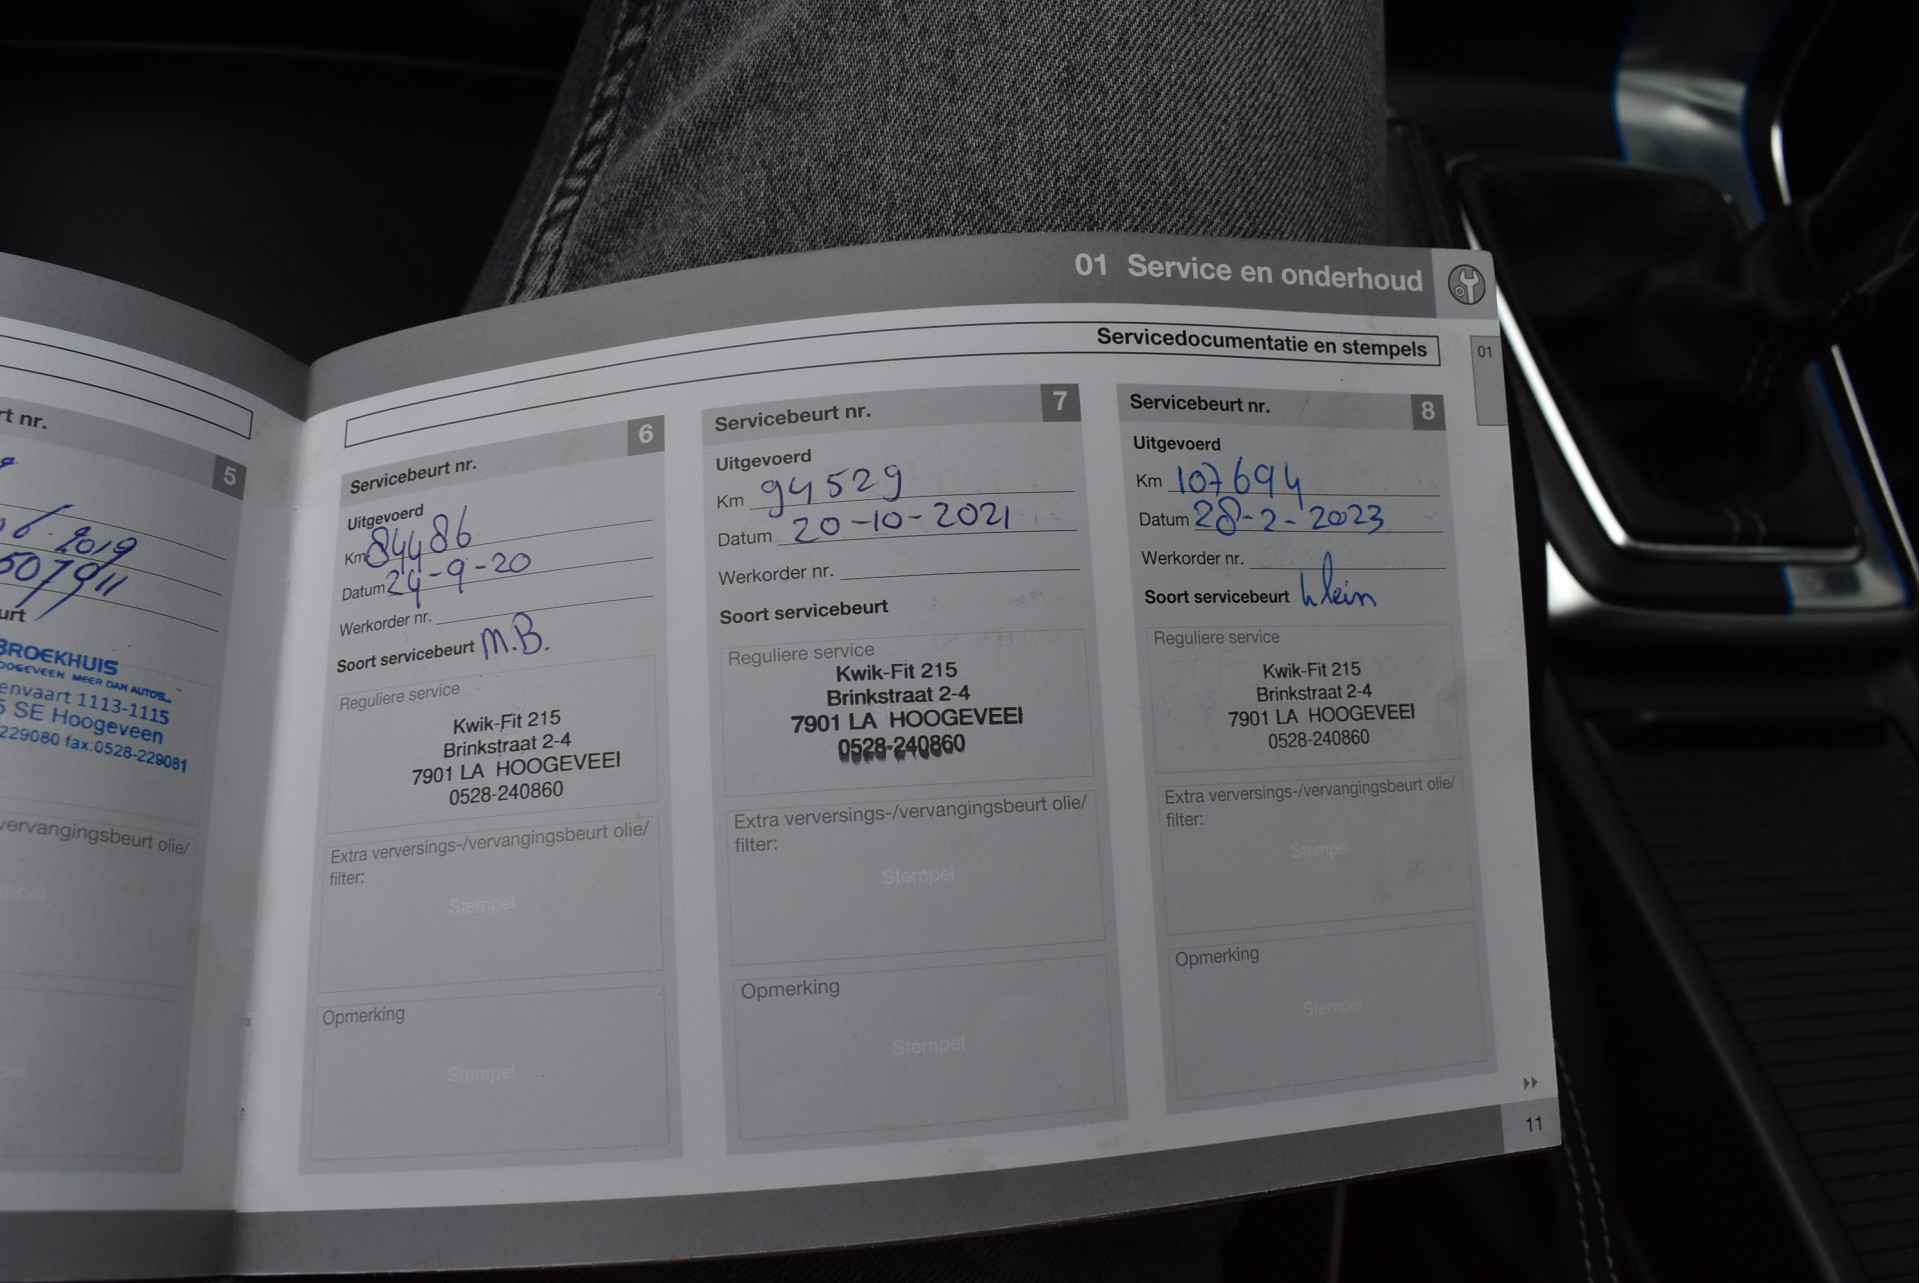 01 Service en onderhoud
Servicedocumentatie en stempels
01
rt nr. 5
6.2019
507911
urt
BROEKHUIS
OOGEVEEN MEER DAN AUTO'S...
envaart 1113-1115
5 SE Hoogeveen
229080 fax:0528-229081
vervangingsbeurt olie/
Servicebeurt nr. 6
Uitgevoerd
Km 84486
Datum 24-9-20
Werkorder nr.
Soort servicebeurt M.B.
Reguliere service
Kwik-Fit 215
Brinkstraat 2-4
7901 LA HOOGEVEEI
0528-240860
Extra verversings-/vervangingsbeurt olie/
filter:
Stempel
Opmerking
Stempel
Servicebeurt nr. 7
Uitgevoerd
Km 94529
Datum 20-10-2021
Werkorder nr.
Soort servicebeurt
Reguliere service
Kwik-Fit 215
Brinkstraat 2-4
7901 LA HOOGEVEEI
0528-240860
Extra verversings-/vervangingsbeurt olie/
filter:
Stempel
Opmerking
Stempel
Servicebeurt nr. 8
Uitgevoerd
Km 107694
Datum 28-2-2023
Werkorder nr.
Soort servicebeurt klein
Reguliere service
Kwik-Fit 215
Brinkstraat 2-4
7901 LA HOOGEVEEI
0528-240860
Extra verversings-/vervangingsbeurt olie/
filter:
Stempel
Opmerking
Stempel
11